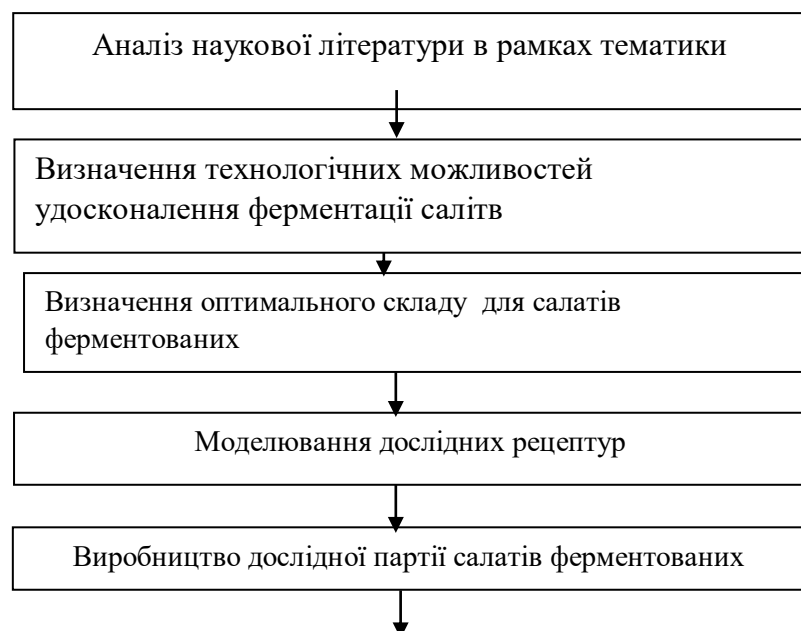 Аналіз наукової літератури в рамках тематики
Визначення технологічних можливостей
удосконалення ферментації салітв
Визначення оптимального складу для салатів
ферментованих
Моделювання дослідних рецептур
Виробництво дослідної партії салатів ферментованих